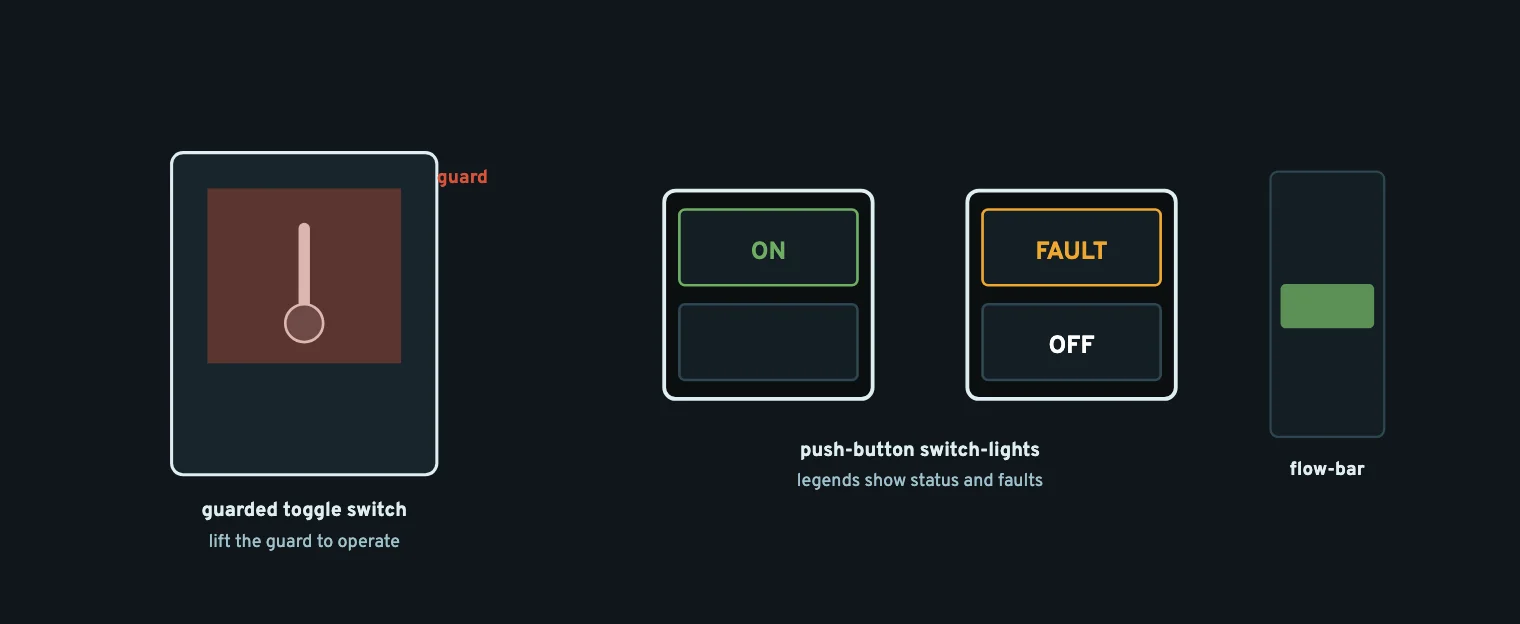 guard
ON
FAULT
OFF
push-button switch-lights
legends show status and faults
flow-bar
guarded toggle switch
lift the guard to operate